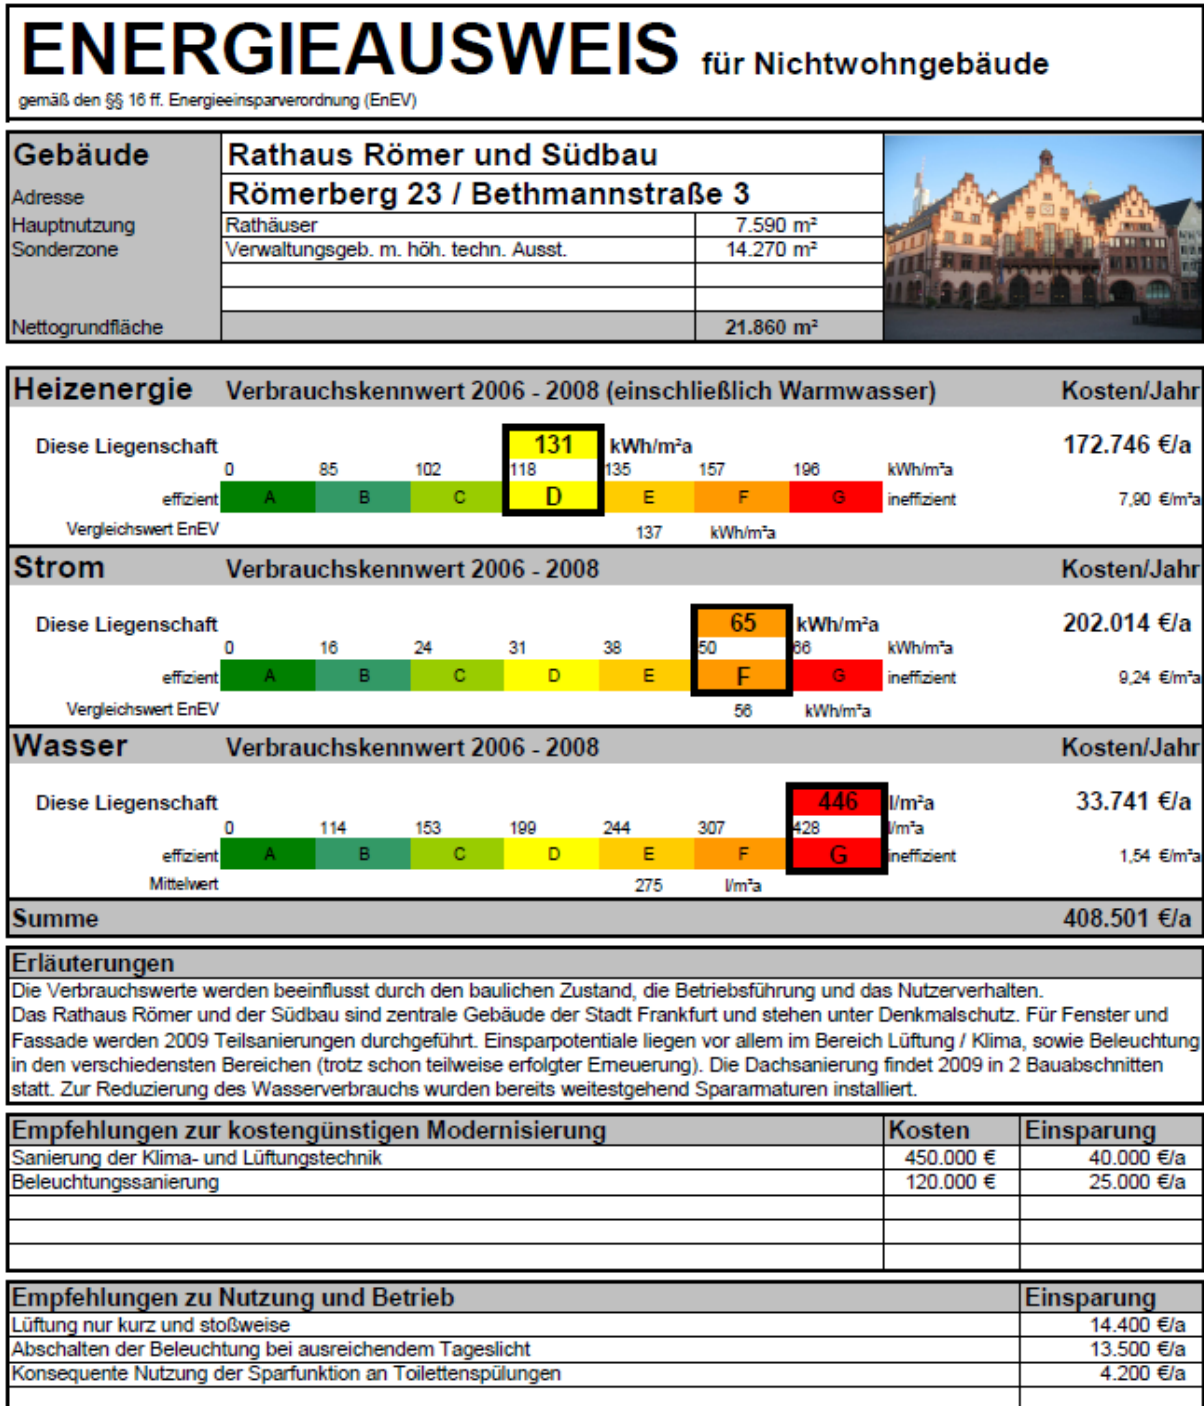 ENERGIEAUSWEIS für Nichtwohngebäude
gemäß den §§ 16 ff. Energieeinsparverordnung (EnEV)
Gebäude Rathaus Römer und Südbau
Adresse Römerberg 23 / Bethmannstraße 3
Hauptnutzung Rathäuser 7.590 m²
Sonderzone Verwaltungsgeb. m. höh. techn. Ausst. 14.270 m²
Nettogrundfläche 21.860 m²
Heizenergie Verbrauchskennwert 2006 - 2008 (einschließlich Warmwasser) Kosten/Jahr
Diese Liegenschaft 131 kWh/m²a 172.746 €/a
0 85 102 118 135 157 196 kWh/m²a
effizient A B C D E F G ineffizient 7,90 €/m²a
Vergleichswert EnEV 137 kWh/m²a
Strom Verbrauchskennwert 2006 - 2008 Kosten/Jahr
Diese Liegenschaft 65 kWh/m²a 202.014 €/a
0 16 24 31 38 50 66 kWh/m²a
effizient A B C D E F G ineffizient 9,24 €/m²a
Vergleichswert EnEV 56 kWh/m²a
Wasser Verbrauchskennwert 2006 - 2008 Kosten/Jahr
Diese Liegenschaft 446 l/m²a 33.741 €/a
0 114 153 199 244 307 428 l/m²a
effizient A B C D E F G ineffizient 1,54 €/m²a
Mittelwert 275 l/m²a
Summe 408.501 €/a
Erläuterungen
Die Verbrauchswerte werden beeinflusst durch den baulichen Zustand, die Betriebsführung und das Nutzerverhalten.
Das Rathaus Römer und der Südbau sind zentrale Gebäude der Stadt Frankfurt und stehen unter Denkmalschutz. Für Fenster und
Fassade werden 2009 Teilsanierungen durchgeführt. Einsparpotentiale liegen vor allem im Bereich Lüftung / Klima, sowie Beleuchtung
in den verschiedensten Bereichen (trotz schon teilweise erfolgter Erneuerung). Die Dachsanierung findet 2009 in 2 Bauabschnitten
statt. Zur Reduzierung des Wasserverbrauchs wurden bereits weitestgehend Spararmaturen installiert.
Empfehlungen zur kostengünstigen Modernisierung Kosten Einsparung
Sanierung der Klima- und Lüftungstechnik 450.000 € 40.000 €/a
Beleuchtungssanierung 120.000 € 25.000 €/a
Empfehlungen zu Nutzung und Betrieb Einsparung
Lüftung nur kurz und stoßweise 14.400 €/a
Abschalten der Beleuchtung bei ausreichendem Tageslicht 13.500 €/a
Konsequente Nutzung der Sparfunktion an Toilettenspülungen 4.200 €/a